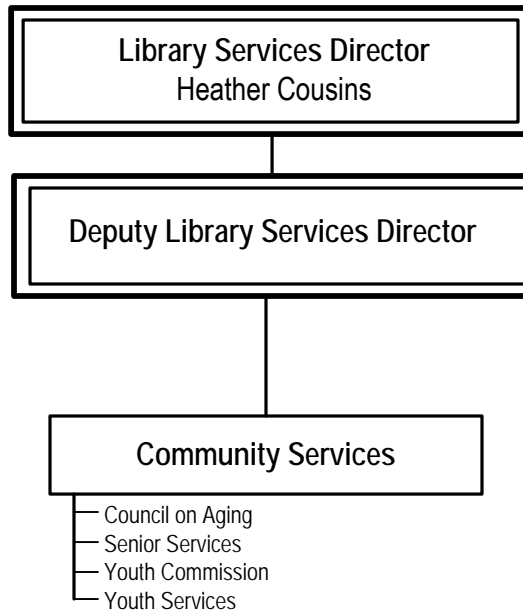 Library Services Director
Heather Cousins
Deputy Library Services Director
Community Services
Council on Aging
Senior Services
Youth Commission
Youth Services